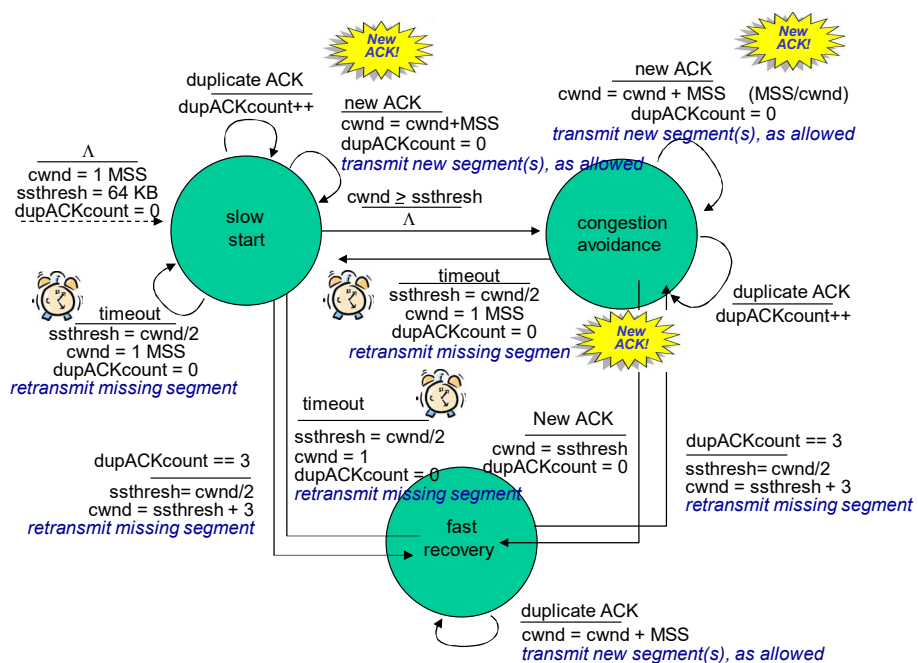 New
ACK!
duplicate ACK
dupACKcount++
new ACK
cwnd = cwnd+MSS
dupACKcount = 0
transmit new segment(s), as allowed
New
ACK!
new ACK
cwnd = cwnd + MSS (MSS/cwnd)
dupACKcount = 0
transmit new segment(s), as allowed
Λ
cwnd = 1 MSS
ssthresh = 64 KB
dupACKcount = 0
slow
start
cwnd ≥ ssthresh
Λ
congestion
avoidance
timeout
ssthresh = cwnd/2
cwnd = 1 MSS
dupACKcount = 0
retransmit missing segment
timeout
ssthresh = cwnd/2
cwnd = 1 MSS
dupACKcount = 0
retransmit missing segmen
duplicate ACK
dupACKcount++
New
ACK!
timeout
ssthresh = cwnd/2
cwnd = 1
dupACKcount = 0
retransmit missing segment
New ACK
cwnd = ssthresh
dupACKcount = 0
dupACKcount == 3
ssthresh= cwnd/2
cwnd = ssthresh + 3
retransmit missing segment
dupACKcount == 3
ssthresh= cwnd/2
cwnd = ssthresh + 3
retransmit missing segment
fast
recovery
duplicate ACK
cwnd = cwnd + MSS
transmit new segment(s), as allowed